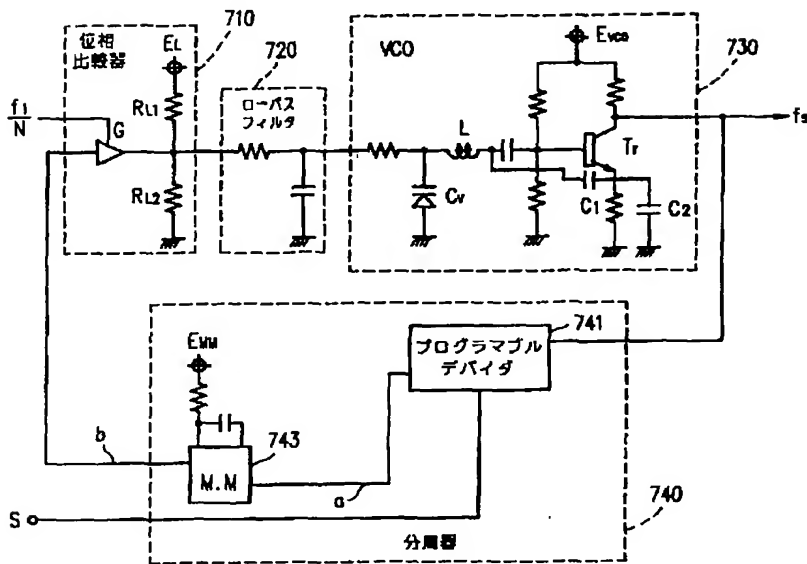 位相
比較器
EL
710
720
VCO
Evco
730
f1
N
G
RL1
ローパス
フィルタ
L
fs
Tr
RL2
Cv
C1
C2
741
EMM
プログラマブル
デバイダ
b
743
M.M
a
740
S
分周器